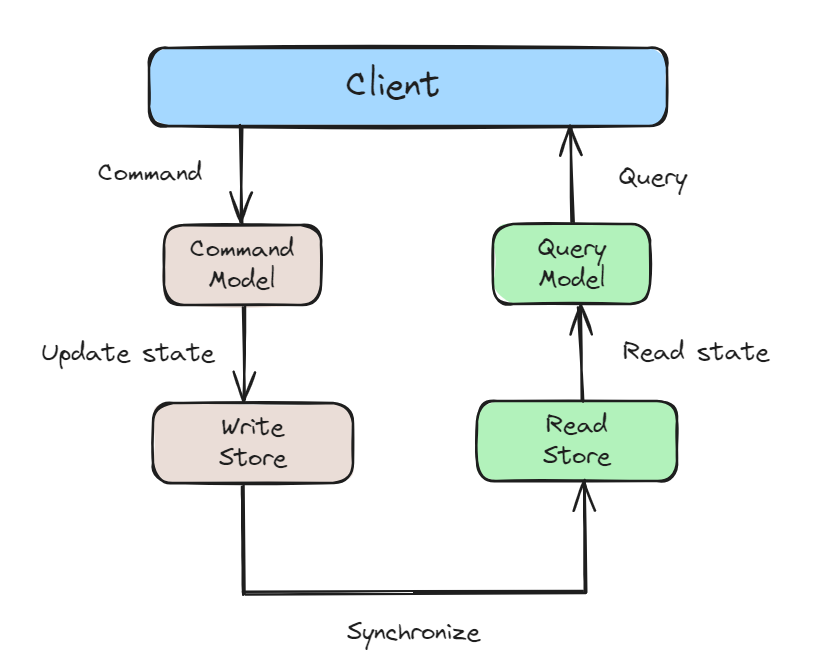 Client
Command
Query
Command
Model
Query
Model
Update state
Read state
Write
Store
Read
Store
Synchronize